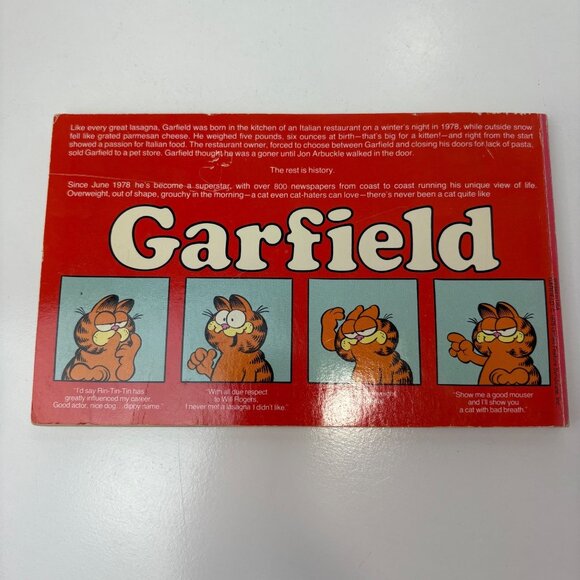 Like every great lasagna, Garfield was born in the kitchen of an Italian restaurant on a winter's night in 1978, while outside snow
fell like grated parmesan cheese. He weighed five pounds, six ounces at birth—that's big for a kitten!—and right from the start
showed a passion for Italian food. The restaurant owner, forced to choose between Garfield and closing his doors for lack of pasta,
sold Garfield to a pet store. Garfield thought he was a goner until Jon Arbuckle walked in the door.
The rest is history.
Since June 1978 he's become a superstar, with over 800 newspapers from coast to coast running his unique view of life.
Overweight, out of shape, grouchy in the morning—a cat even cat-haters can love—there's never been a cat quite like
Garfield
"I'd say Rin-Tin-Tin has
greatly influenced my career.
Good actor, nice dog...dippy name."
"With all due respect
to Will Rogers,
I never met a lasagna I didn't like."
"Show me a good mouser
and I'll show you
a cat with bad breath."